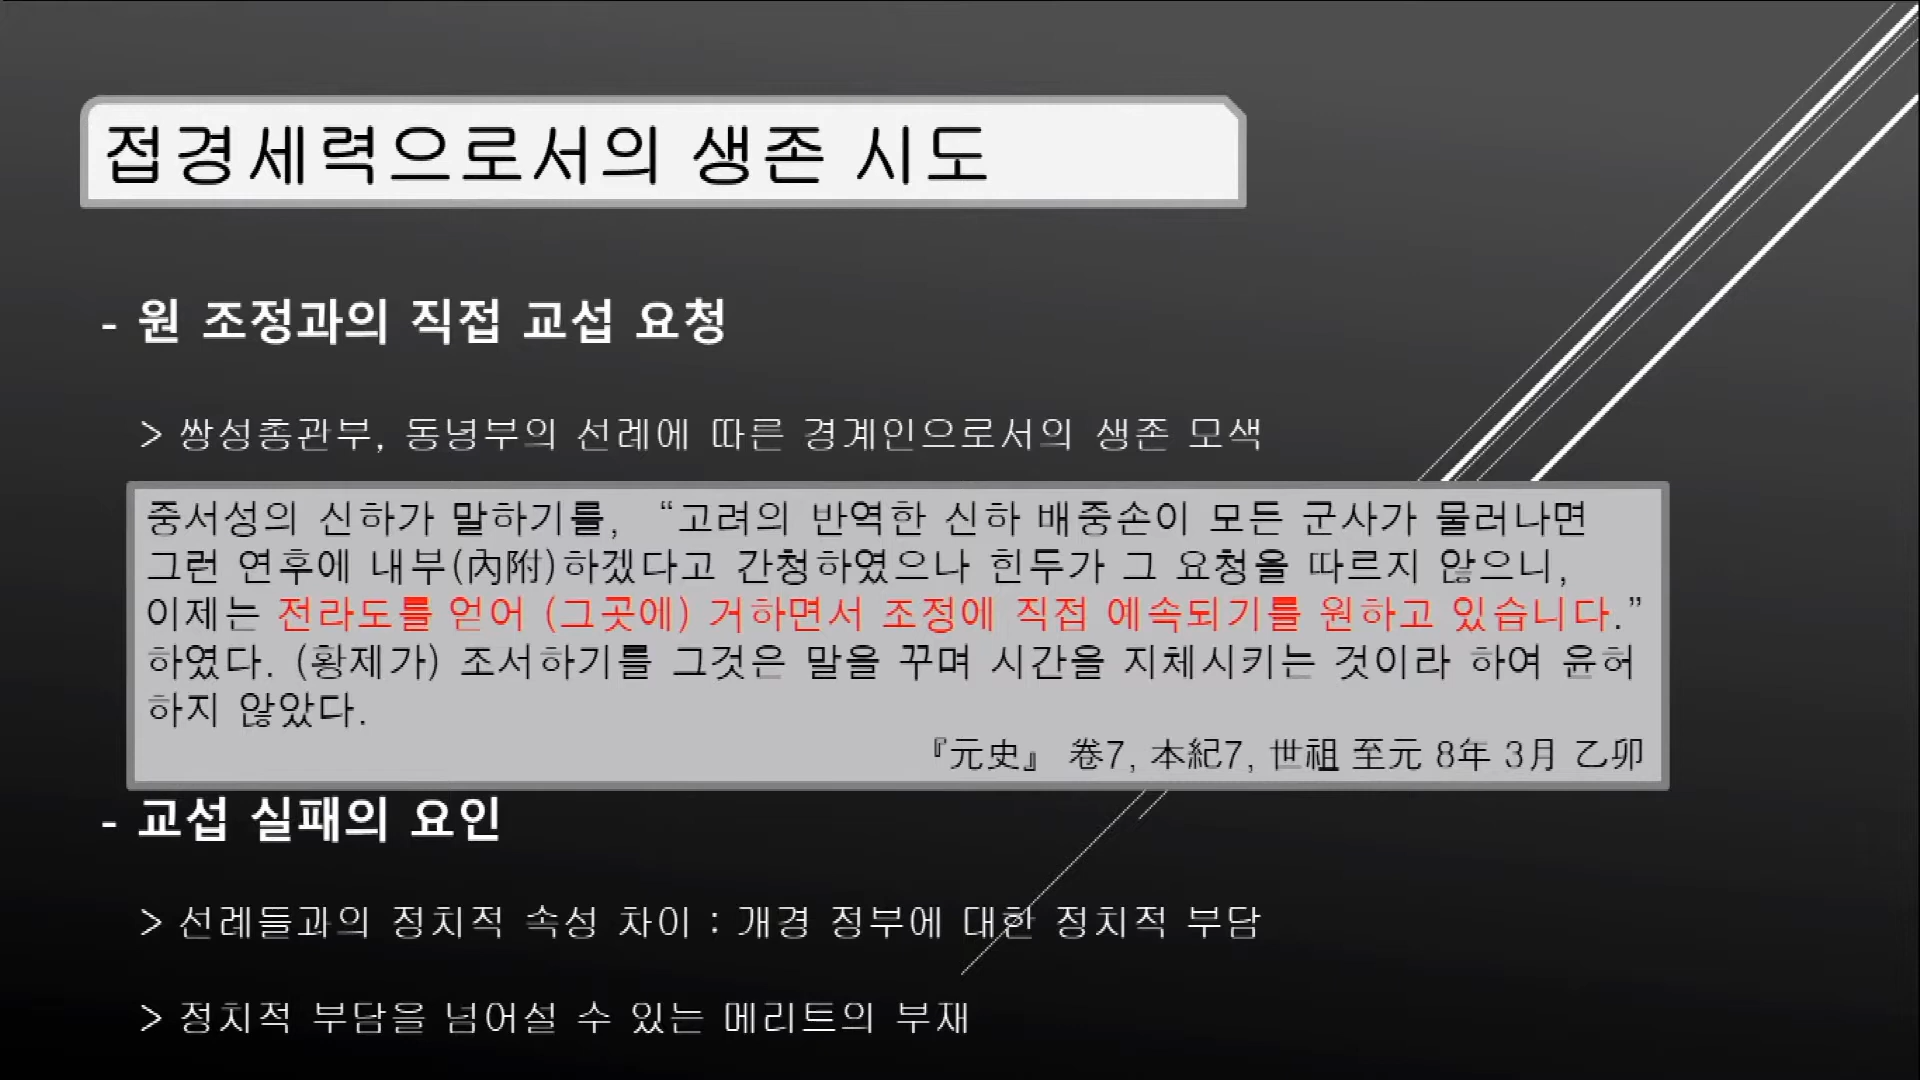 접경세력으로서의 생존 시도
- 원 조정과의 직접 교섭 요청
> 쌍성총관부, 동녕부의 선례에 따른 경계인으로서의 생존 모색
중서성의 신하가 말하기를, “고려의 반역한 신하 배중손이 모든 군사가 물러나면
그런 연후에 내부(內附)하겠다고 간청하였으나 힌두가 그 요청을 따르지 않으니,
이제는 전라도를 얻어 (그곳에) 거하면서 조정에 직접 예속되기를 원하고 있습니다.”
하였다. (황제가) 조서하기를 그것은 말을 꾸며 시간을 지체시키는 것이라 하여 윤허
하지 않았다.
『元史』 卷7, 本紀7, 世祖 至元 8年 3月 乙卯
- 교섭 실패의 요인
> 선례들과의 정치적 속성 차이 : 개경 정부에 대한 정치적 부담
> 정치적 부담을 넘어설 수 있는 메리트의 부재